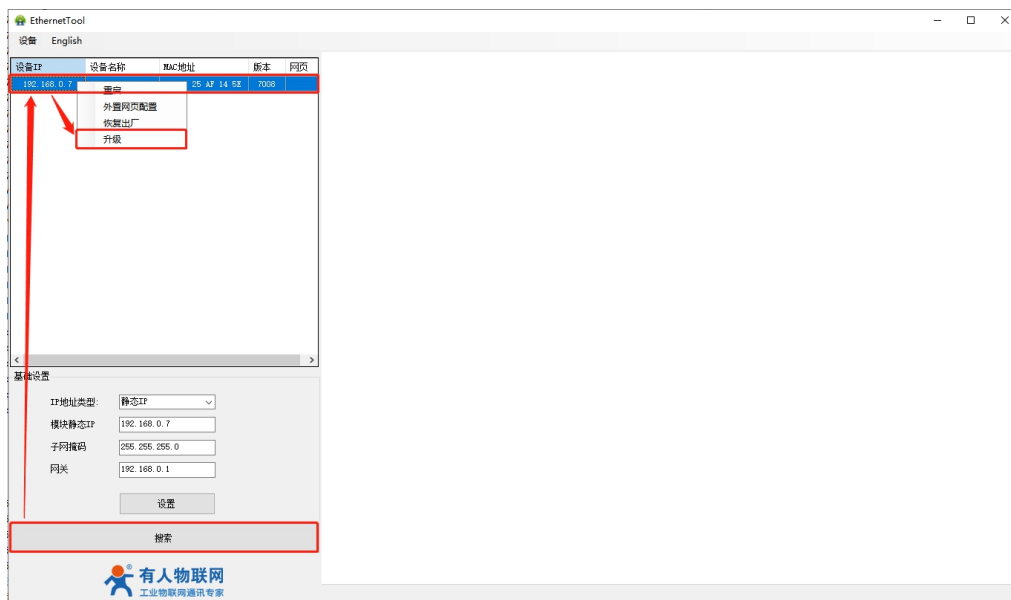 EthernetTool
设备 English
设备IP 设备名称 MAC地址 版本 网页
192.168.0.7 25 AF 14 5E 7008
重启
外置网页配置
恢复出厂
升级
基础设置
IP地址类型: 静态IP
模块静态IP 192.168.0.7
子网掩码 255.255.255.0
网关 192.168.0.1
设置
搜索
有人物联网
工业物联网通讯专家